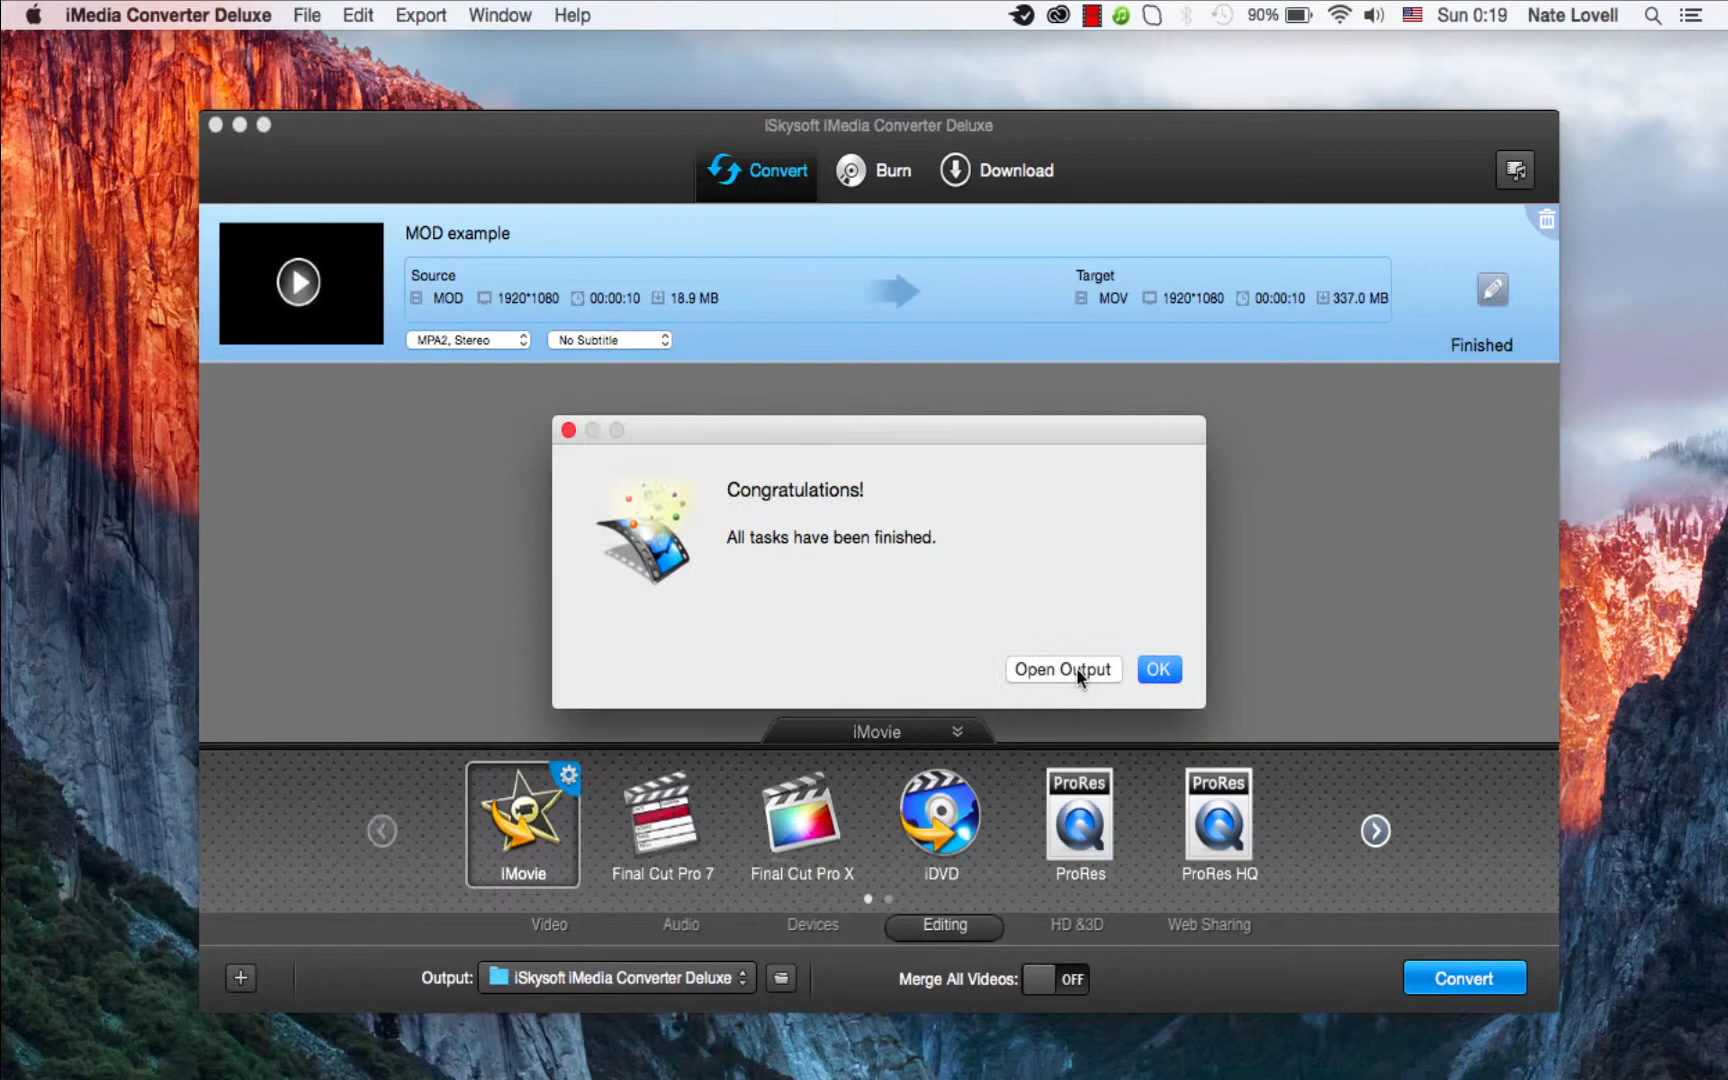 iMedia Converter Deluxe File Edit Export Window Help 90% Sun 0:19 Nate Lovell
iSkysoft iMedia Converter Deluxe
Convert Burn Download
MOD example
Source Target
MOD 1920*1080 00:00:10 18.9 MB MOV 1920*1080 00:00:10 337.0 MB
MPA2, Stereo No Subtitle Finished
Congratulations!
All tasks have been finished.
Open Output OK
iMovie
ProRes ProRes
iMovie Final Cut Pro 7 Final Cut Pro X iDVD ProRes ProRes HQ
Video Audio Devices Editing HD &3D Web Sharing
Output: iSkysoft iMedia Converter Deluxe Merge All Videos: OFF Convert